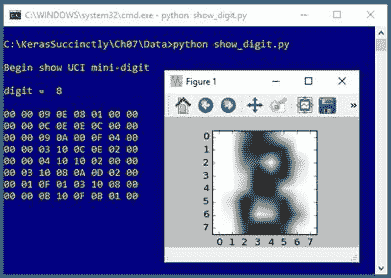 C:\WINDOWS\system32\cmd.exe - python show_digit.py
C:\KerasSuccinctly\Ch07\Data>python show_digit.py
Begin show UCI mini-digit
digit = 8
00 00 09 0E 08 01 00 00
00 00 0C 0E 0E 0C 00 00
00 09 0A 00 0F 04 00
00 00 03 10 0C 0E 02 00
00 00 04 10 10 02 00 00
00 03 10 08 0A 0D 02 00
00 01 0F 01 03 10 08 00
00 00 0B 10 0F 0B 01 00
Figure 1
0
1
2
3
4
5
6
7
0 1 2 3 4 5 6 7